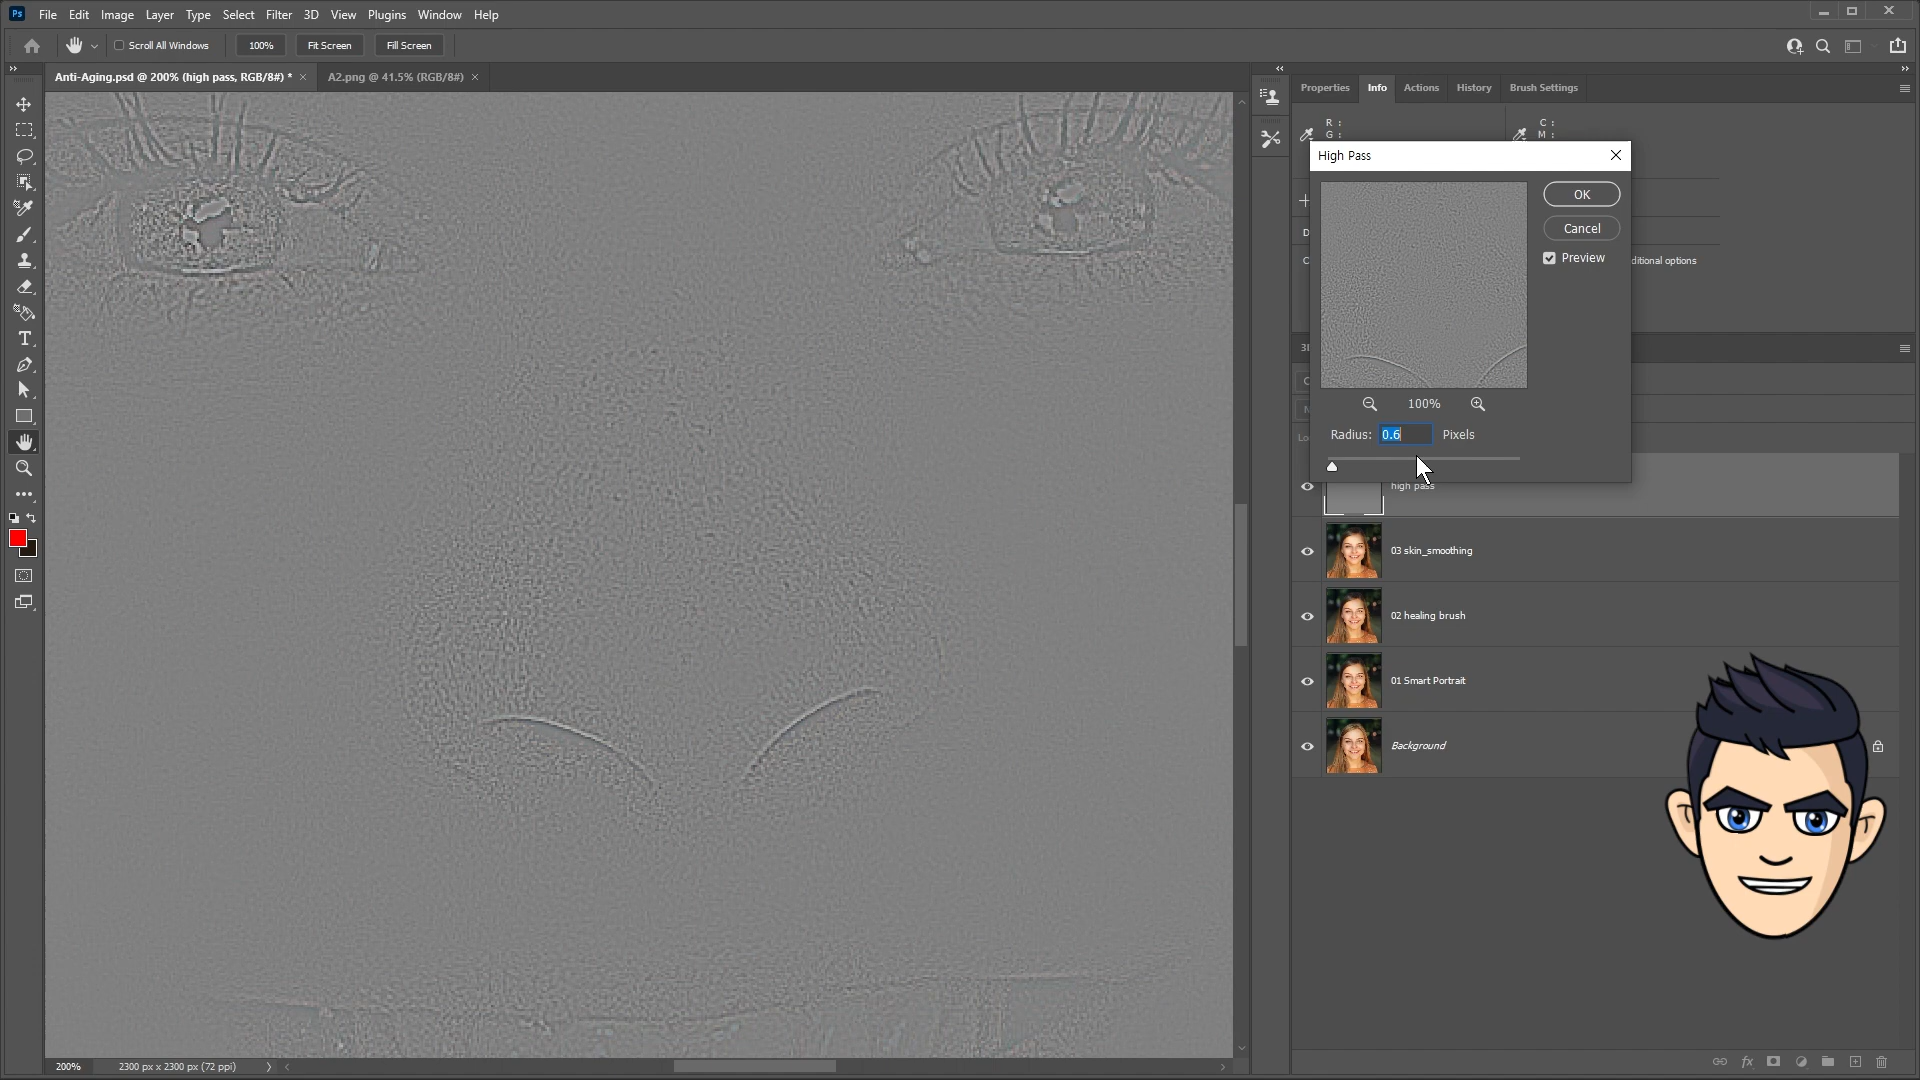 Ps File Edit Image Layer Type Select Filter 3D View Plugins Window Help
Scroll All Windows 100% Fit Screen Fill Screen
Anti-Aging.psd @ 200% (high pass, RGB/8#) * × A2.png @ 41.5% (RGB/8#) ×
Properties Info Actions History Brush Settings
R : C :
G : M :
High Pass
OK
Cancel
Preview
ditional options
100%
Radius: 0.6 Pixels
high pass
03 skin_smoothing
02 healing brush
01 Smart Portrait
Background
200% 2300 px x 2300 px (72 ppi)